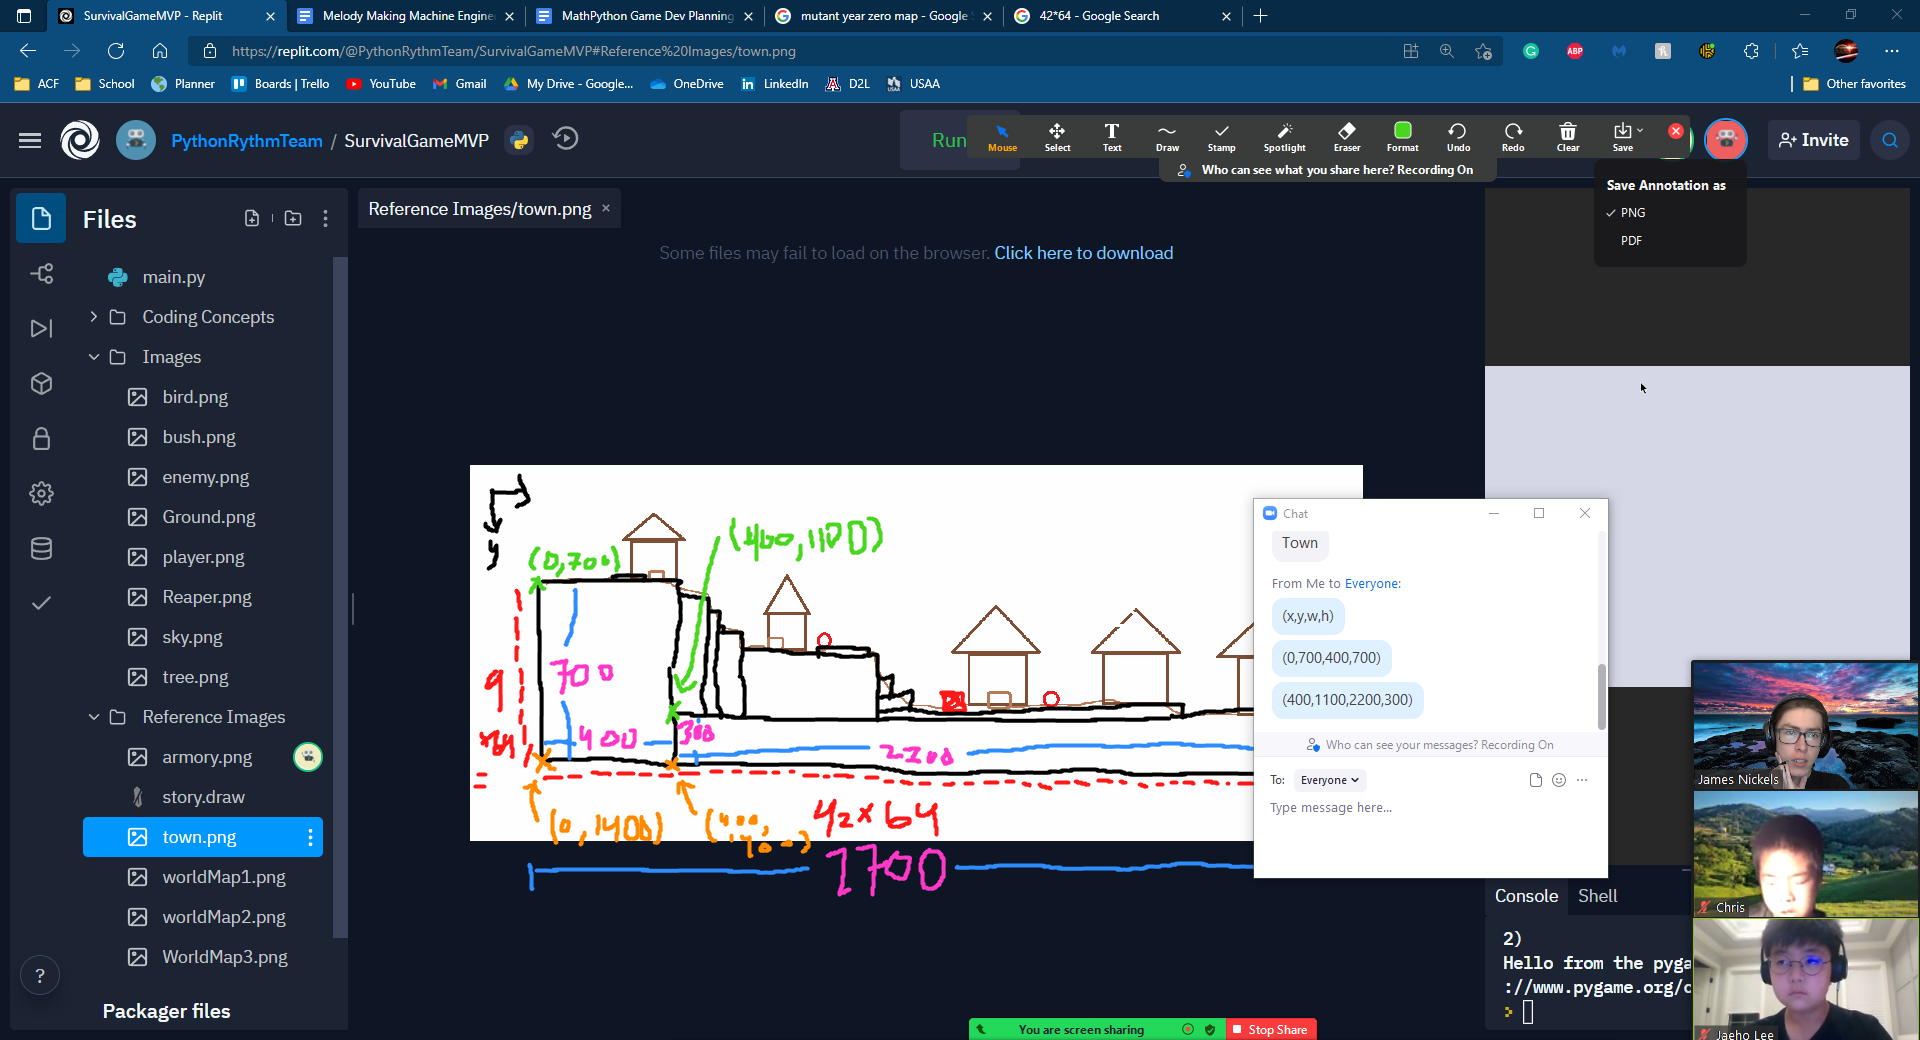 SurvivalGameMVP - Replit
Melody Making Machine Engine
MathPython Game Dev Planning
mutant year zero map - Google
42*64 - Google Search
https://replit.com/@PythonRythmTeam/SurvivalGameMVP#Reference%20Images/town.png
ACF
School
Planner
Boards | Trello
YouTube
Gmail
My Drive - Google...
OneDrive
LinkedIn
D2L
USAA
Other favorites
PythonRythmTeam / SurvivalGameMVP
Run
Mouse
Select
Text
Draw
Stamp
Spotlight
Eraser
Format
Undo
Redo
Clear
Save
Invite
Who can see what you share here? Recording On
Save Annotation as
PNG
PDF
Files
Reference Images/town.png
Some files may fail to load on the browser. Click here to download
main.py
Coding Concepts
Images
bird.png
bush.png
enemy.png
Ground.png
player.png
Reaper.png
sky.png
tree.png
Reference Images
armory.png
story.draw
town.png
worldMap1.png
worldMap2.png
WorldMap3.png
Packager files
?
y
(0,700)
(400,1100)
700
9
*64
=
400
300
2200
(0,1400)
42*64
2700
Chat
Town
From Me to Everyone:
(x,y,w,h)
(0,700,400,700)
(400,1100,2200,300)
Who can see your messages? Recording On
To: Everyone
Type message here...
James Nickels
Chris
Jaeho Lee
Console
Shell
2)
Hello from the pyga
://www.pygame.org/c
>
You are screen sharing
Stop Share